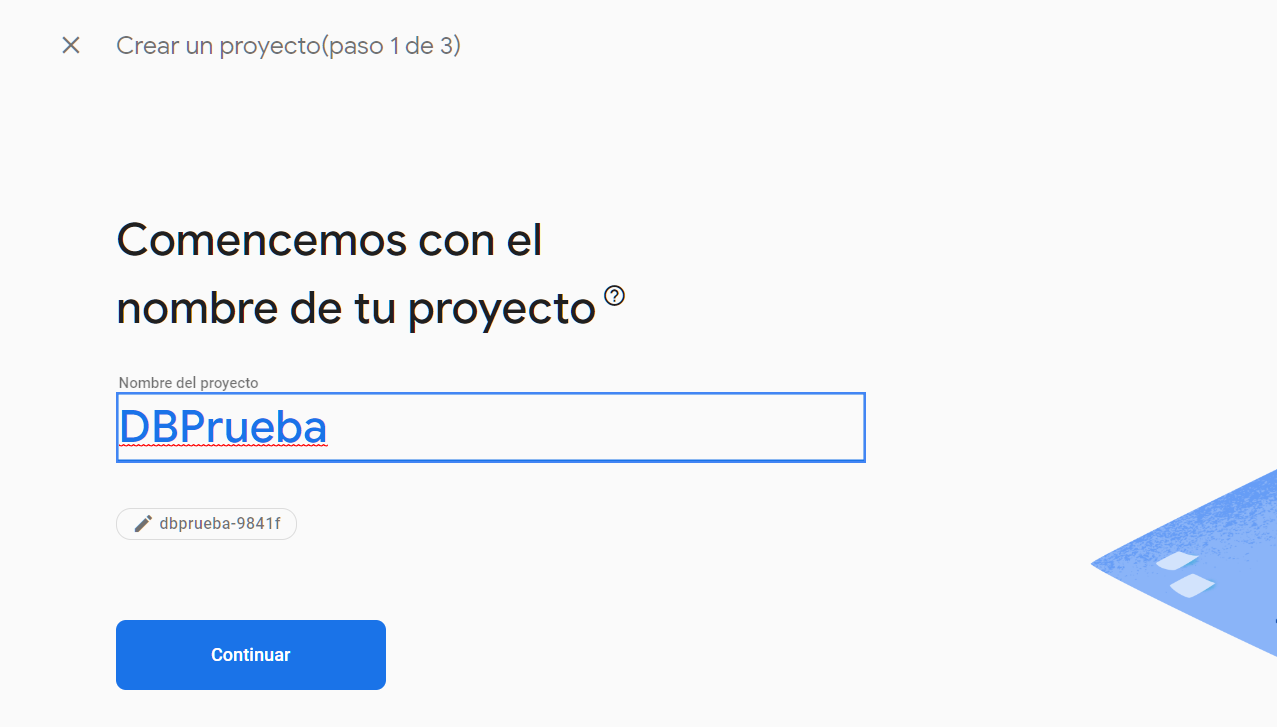 Crear un proyecto(paso 1 de 3)
Comencemos con el
nombre de tu proyecto
Nombre del proyecto
DBPrueba
dbprueba-9841f
Continuar